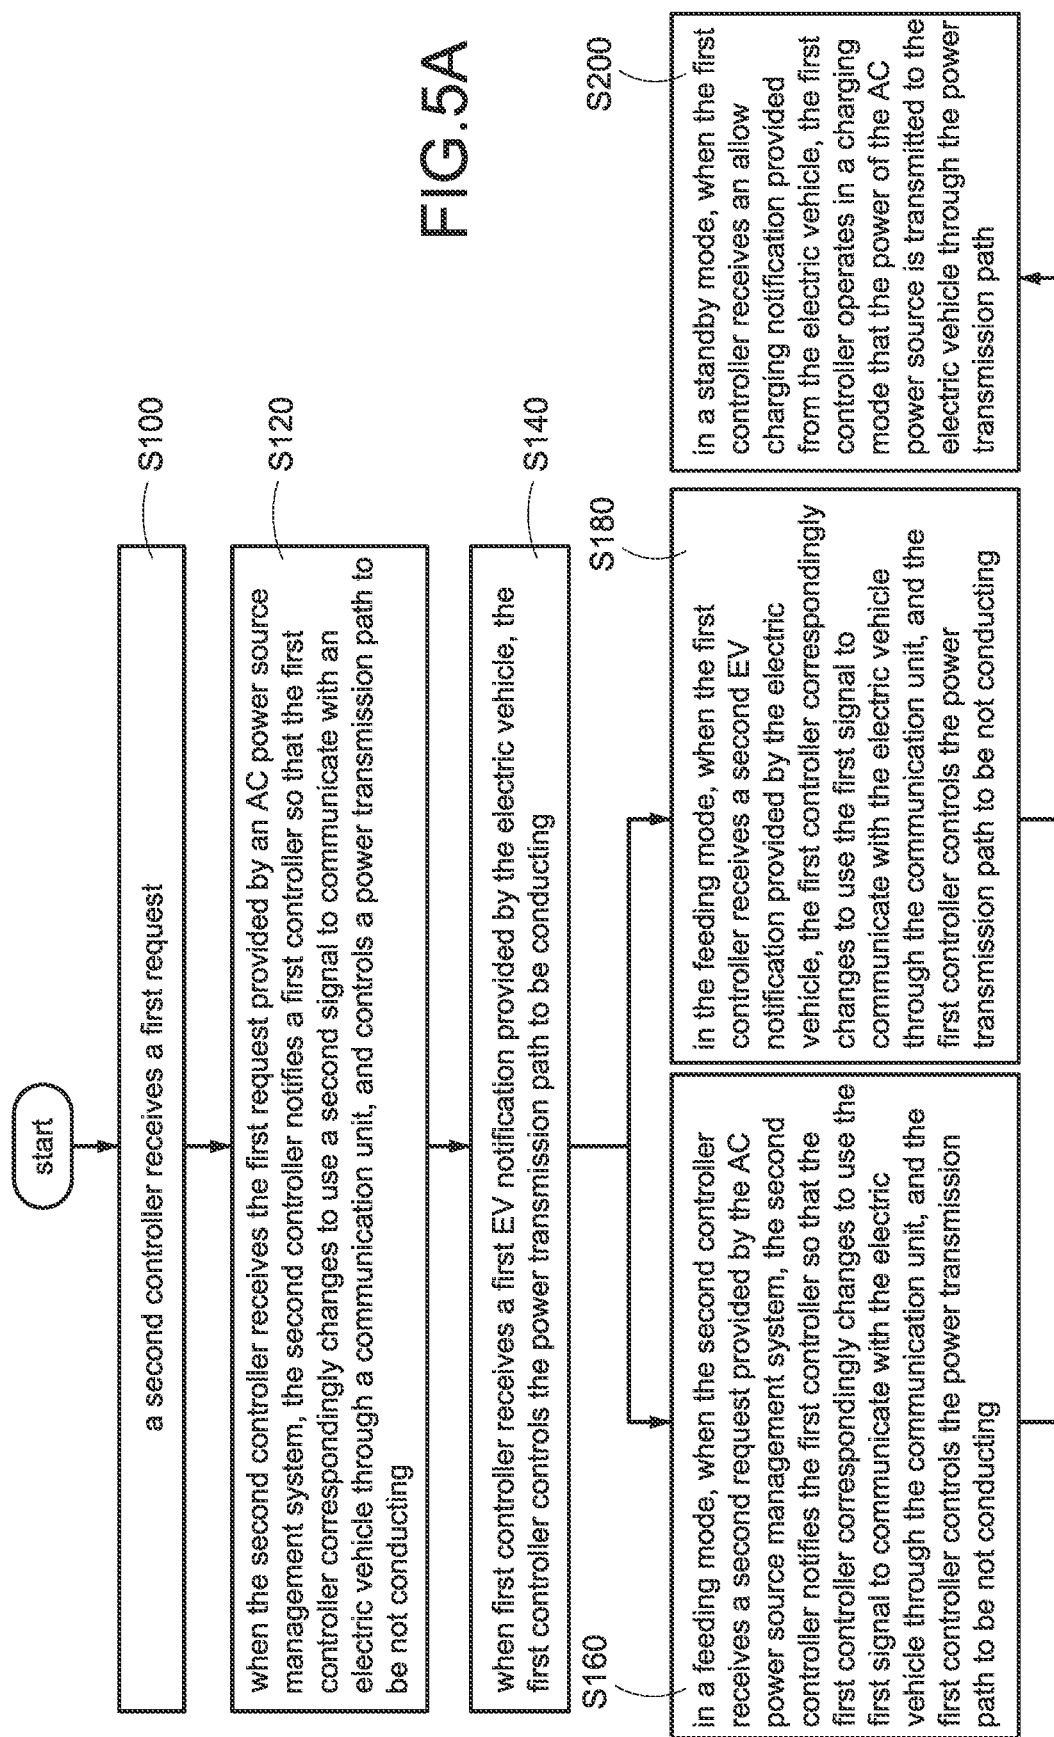 start
S100
a second controller receives a first request
S120
when the second controller receives the first request provided by an AC power source
management system, the second controller notifies a first controller so that the first
controller correspondingly changes to use a second signal to communicate with an
electric vehicle through a communication unit, and controls a power transmission path to
be not conducting
S140
when first controller receives a first EV notification provided by the electric vehicle, the
first controller controls the power transmission path to be conducting
S160
in a feeding mode, when the second controller
receives a second request provided by the AC
power source management system, the second
controller notifies the first controller so that the
first controller correspondingly changes to use the
first signal to communicate with the electric
vehicle through the communication unit, and the
first controller controls the power transmission
path to be not conducting
S180
in the feeding mode, when the first
controller receives a second EV
notification provided by the electric
vehicle, the first controller correspondingly
changes to use the first signal to
communicate with the electric vehicle
through the communication unit, and the
first controller controls the power
transmission path to be not conducting
S200
in a standby mode, when the first
controller receives an allow
charging notification provided
from the electric vehicle, the first
controller operates in a charging
mode that the power of the AC
power source is transmitted to the
electric vehicle through the power
transmission path
FIG.5A